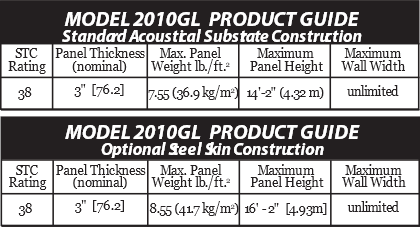 MODEL 2010GL PRODUCT GUIDE
Standard Acousttcal Substate Construction
STC Rating Panel Thickness (nominal) Max. Panel Weight lb./ft.² Maximum Panel Height Maximum Wall Width
38 3" [76.2] 7.55 (36.9 kg/m²) 14'-2" (4.32 m) unlimited
MODEL 2010GL PRODUCT GUIDE
Optional Steel Skin Construction
STC Rating Panel Thickness (nominal) Max. Panel Weight lb./ft.² Maximum Panel Height Maximum Wall Width
38 3" [76.2] 8.55 (41.7 kg/m²) 16' - 2" [4.93m] unlimited